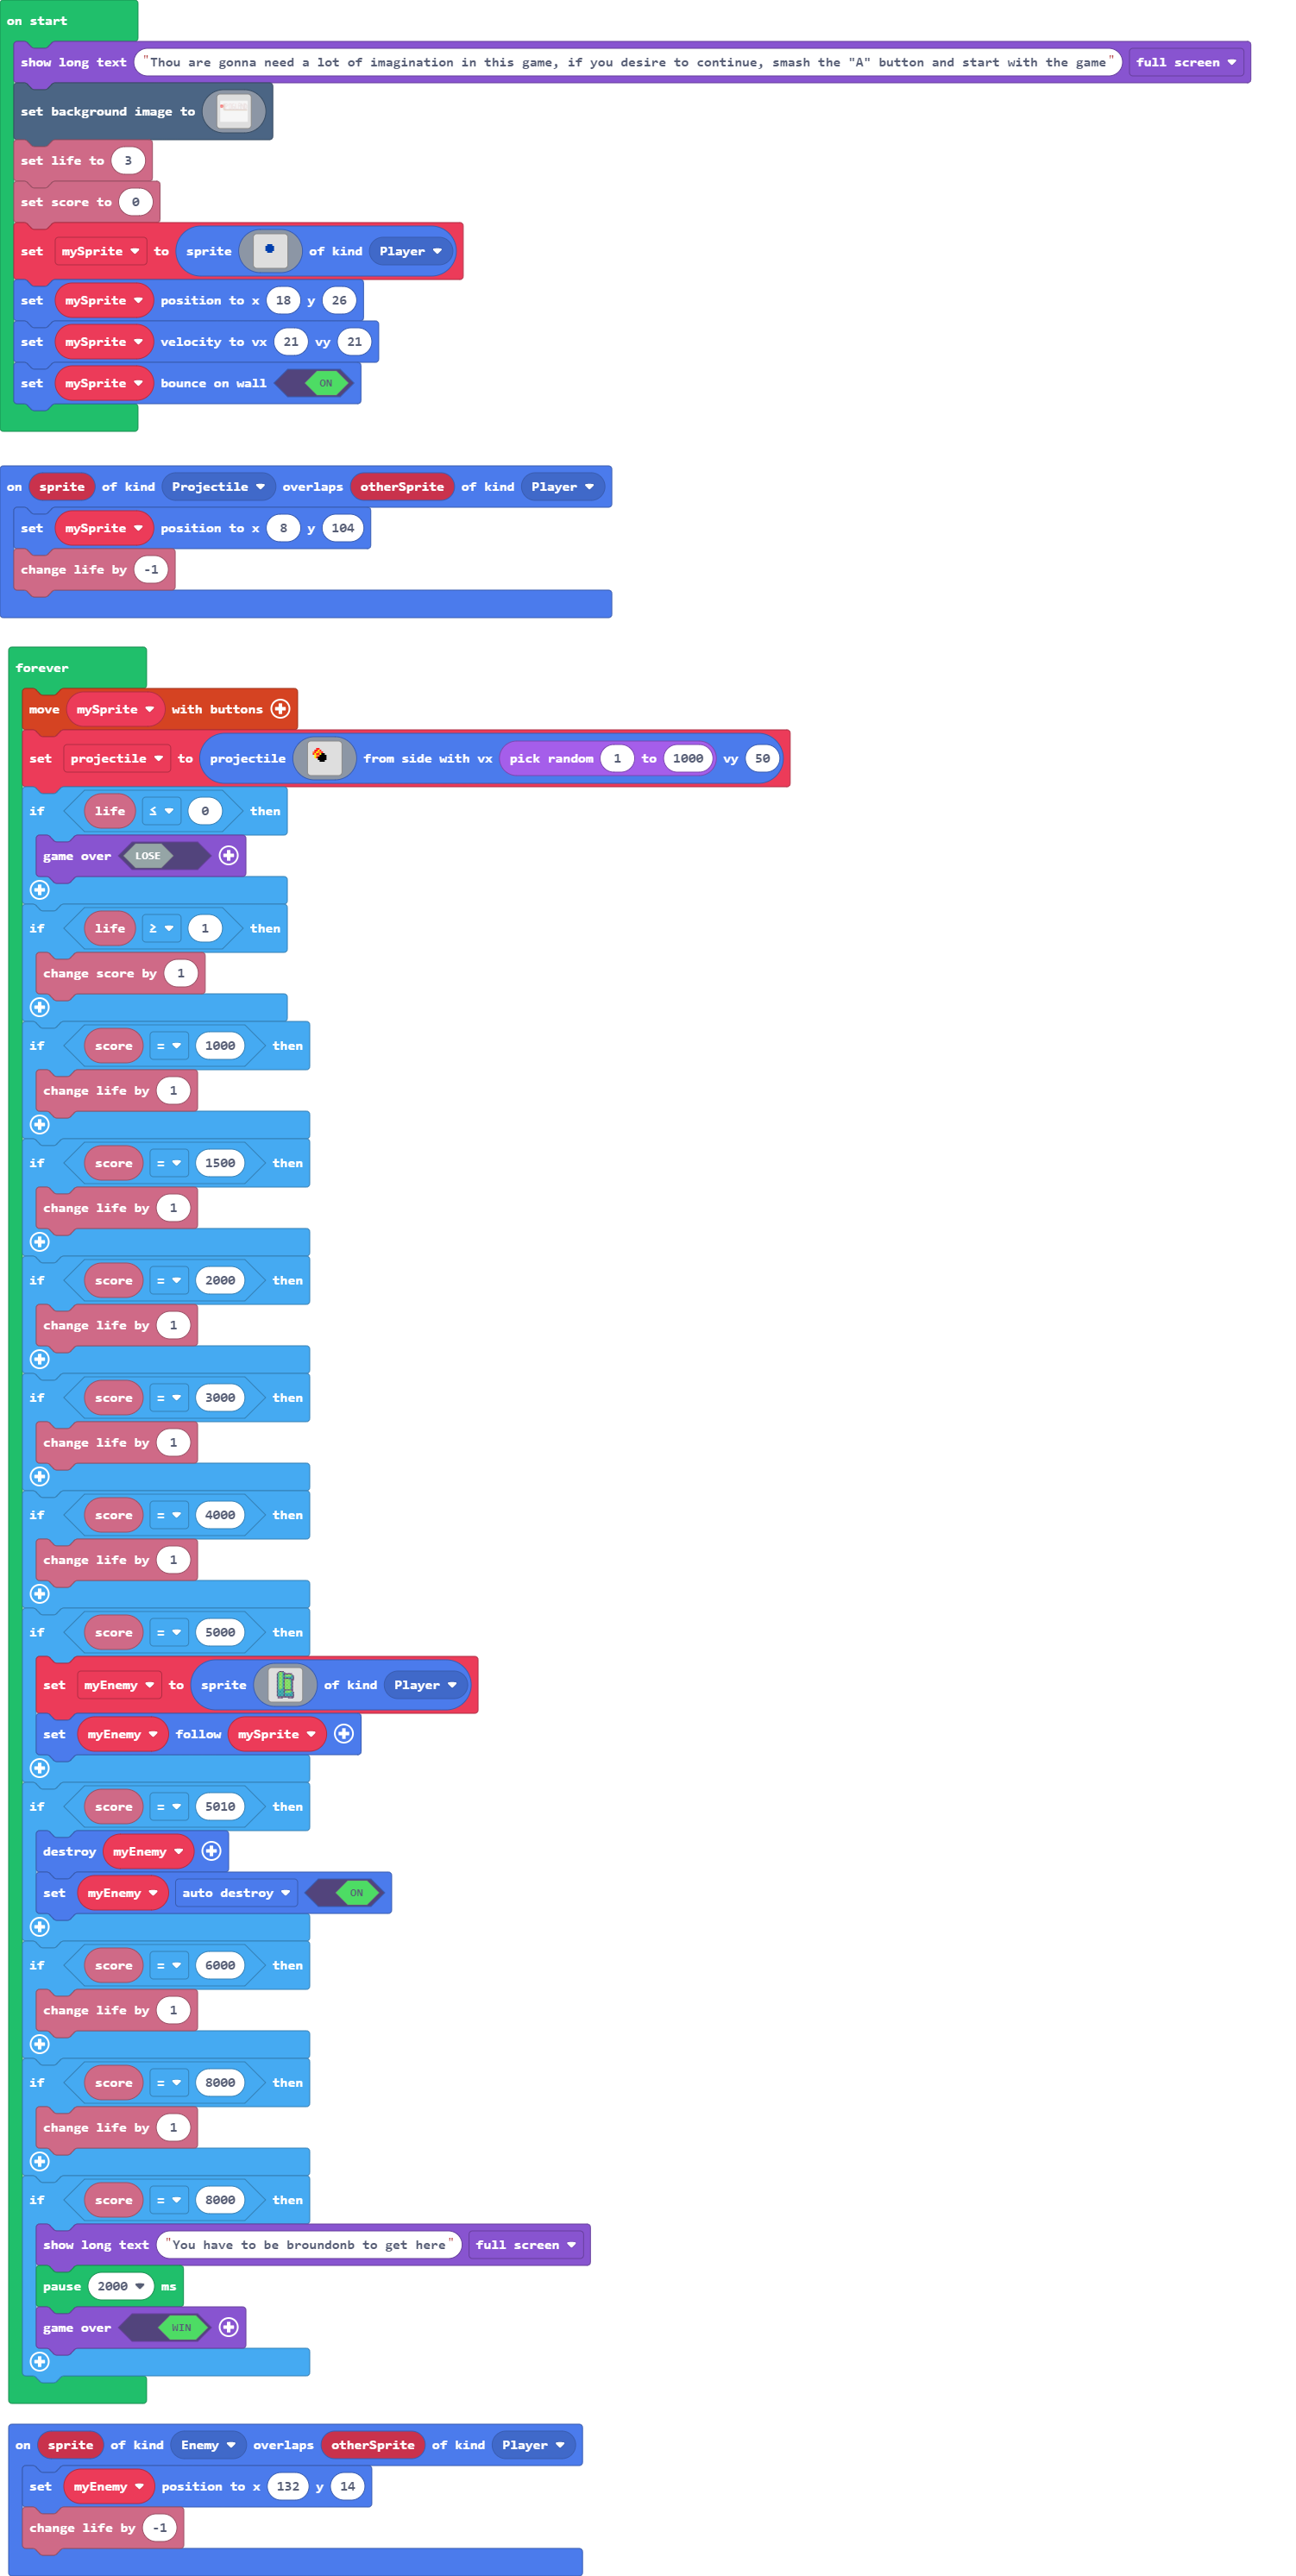 on start
show long text "Thou are gonna need a lot of imagination in this game, if you desire to continue, smash the "A" button and start with the game" full screen
set background image to
set life to 3
set score to 0
set mySprite to sprite of kind Player
set mySprite position to x 18 y 26
set mySprite velocity to vx 21 vy 21
set mySprite bounce on wall ON
on sprite of kind Projectile overlaps otherSprite of kind Player
set mySprite position to x 8 y 104
change life by -1
forever
move mySprite with buttons
set projectile to projectile from side with vx pick random 1 to 1000 vy 50
if life ≤ 0 then
game over LOSE
if life ≥ 1 then
change score by 1
if score = 1000 then
change life by 1
if score = 1500 then
change life by 1
if score = 2000 then
change life by 1
if score = 3000 then
change life by 1
if score = 4000 then
change life by 1
if score = 5000 then
set myEnemy to sprite of kind Player
set myEnemy follow mySprite
if score = 5010 then
destroy myEnemy
set myEnemy auto destroy ON
if score = 6000 then
change life by 1
if score = 8000 then
change life by 1
if score = 8000 then
show long text "You have to be broundonb to get here" full screen
pause 2000 ms
game over WIN
on sprite of kind Enemy overlaps otherSprite of kind Player
set myEnemy position to x 132 y 14
change life by -1